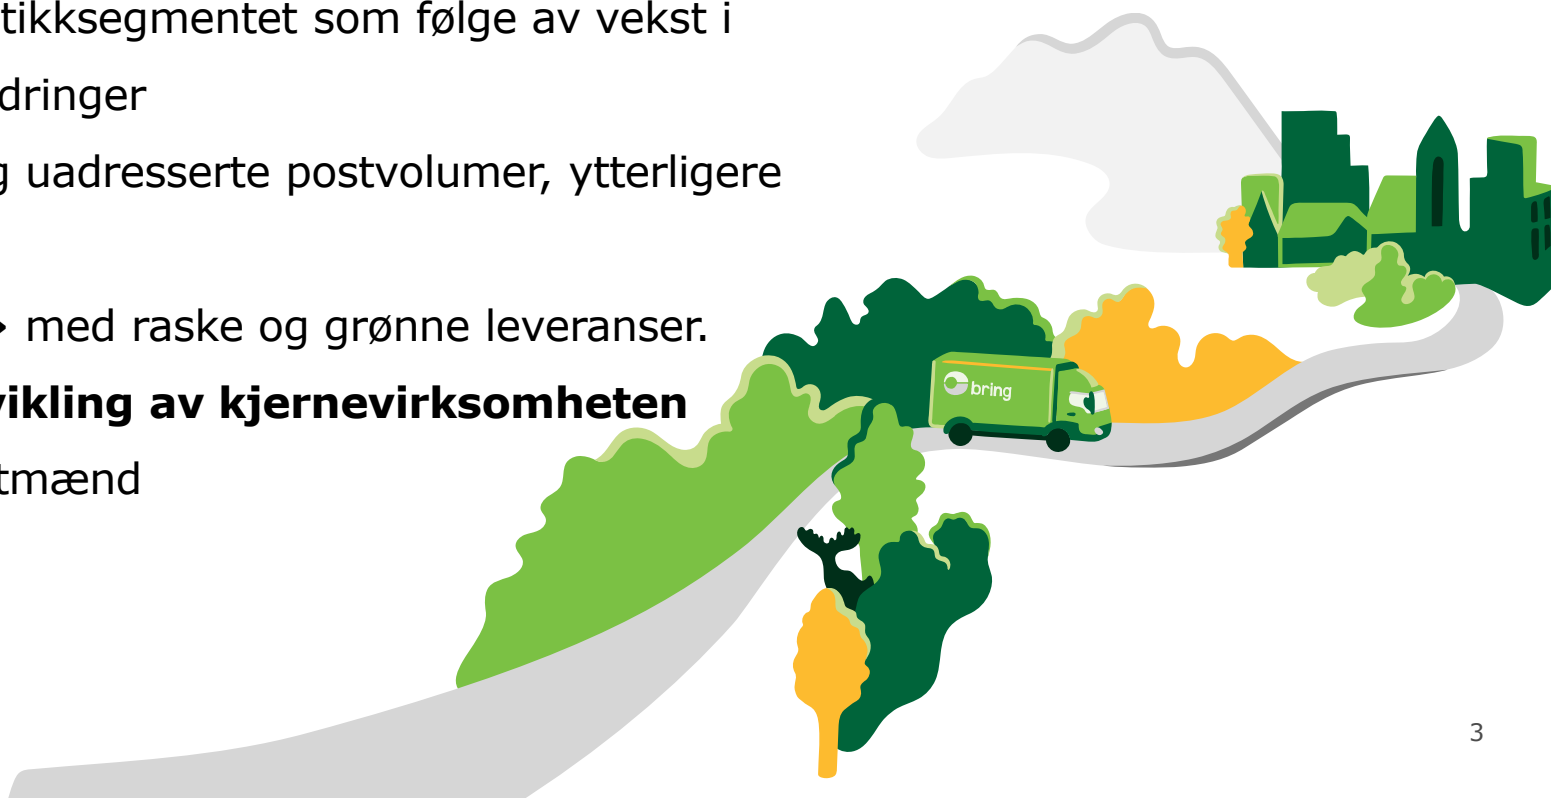 tikksegmentet som følge av vekst i
dringer
g uadresserte postvolumer, ytterligere
med raske og grønne leveranser.
vikling av kjernevirksomheten
tmænd
bring
3